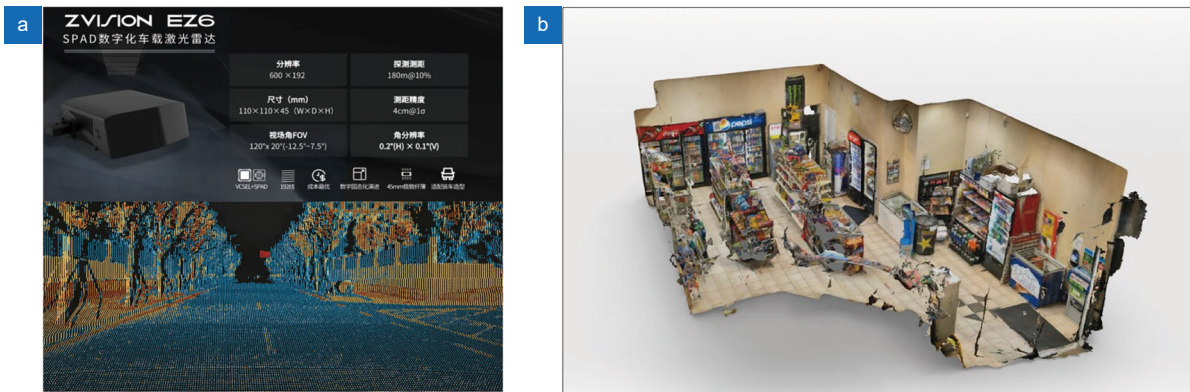 a
ZVISION EZ6
SPAD数字化车载激光雷达
分辨率
600 ×192
探测测距
180m@10%
尺寸（mm）
110×110×45（W×D×H）
测距精度
4cm@1σ
视场角FOV
120°x 20°(-12.5°~7.5°)
角分辨率
0.2°(H) × 0.1°(V)
VCSEL+SPAD
192线
成本最优
数字固态化演进
45mm极致纤薄
适配装车造型
b
pepsi